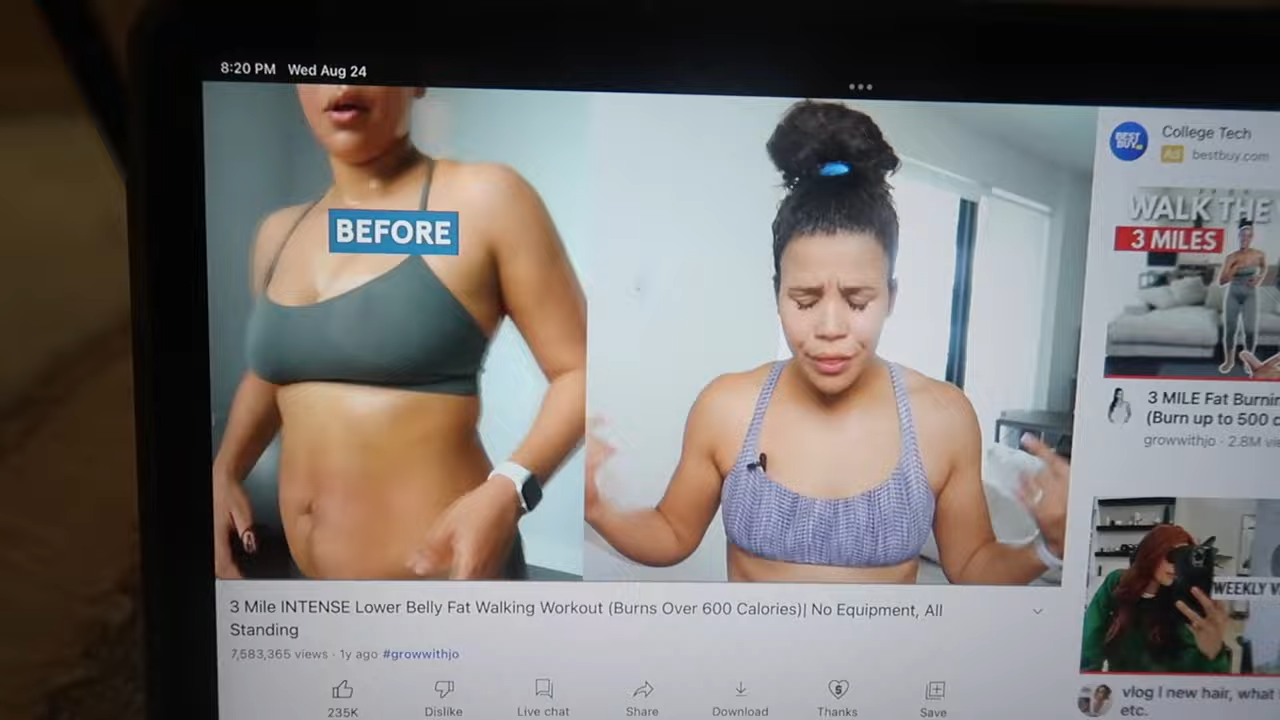 8:20 PM Wed Aug 24
BEFORE
3 Mile INTENSE Lower Belly Fat Walking Workout (Burns Over 600 Calories)| No Equipment, All
Standing
7,583,365 views · 1y ago #growwithjo
235K
Dislike
Live chat
Share
Download
Thanks
Save
BEST
BUY
College Tech
Ad bestbuy.com
WALK THE
3 MILES
3 MILE Fat
(Burn up to 500
growwithjo · 2.8M
WEEKLY
vlog | new hair, what
etc.